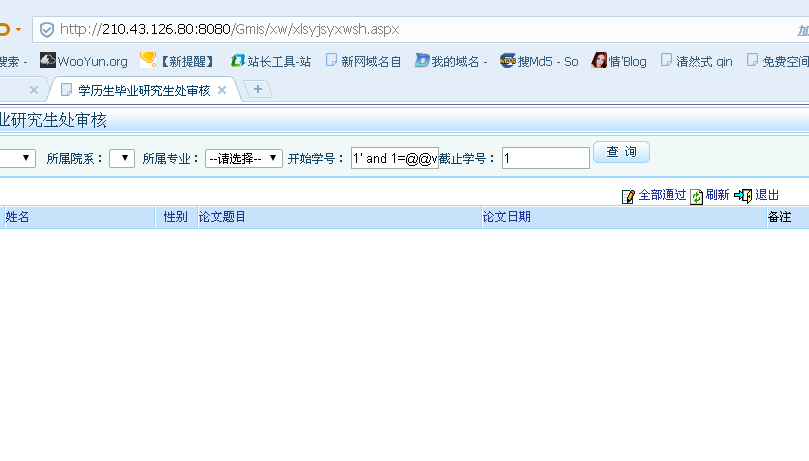 http://210.43.126.80:8080/Gmis/xw/xlsyjsyxwsh.aspx
搜索 - WooYun.org 【新提醒】 站长工具-站 新网域名自 我的域名 - 搜Md5 - So 情'Blog 清然式 qin 免费空间
学历生毕业研究生处审核
业研究生处审核
所属院系： 所属专业： --请选择-- 开始学号： 1' and 1=@@v 截止学号： 1 查 询
全部通过 刷新 退出
姓名 性别 论文题目 论文日期 备注